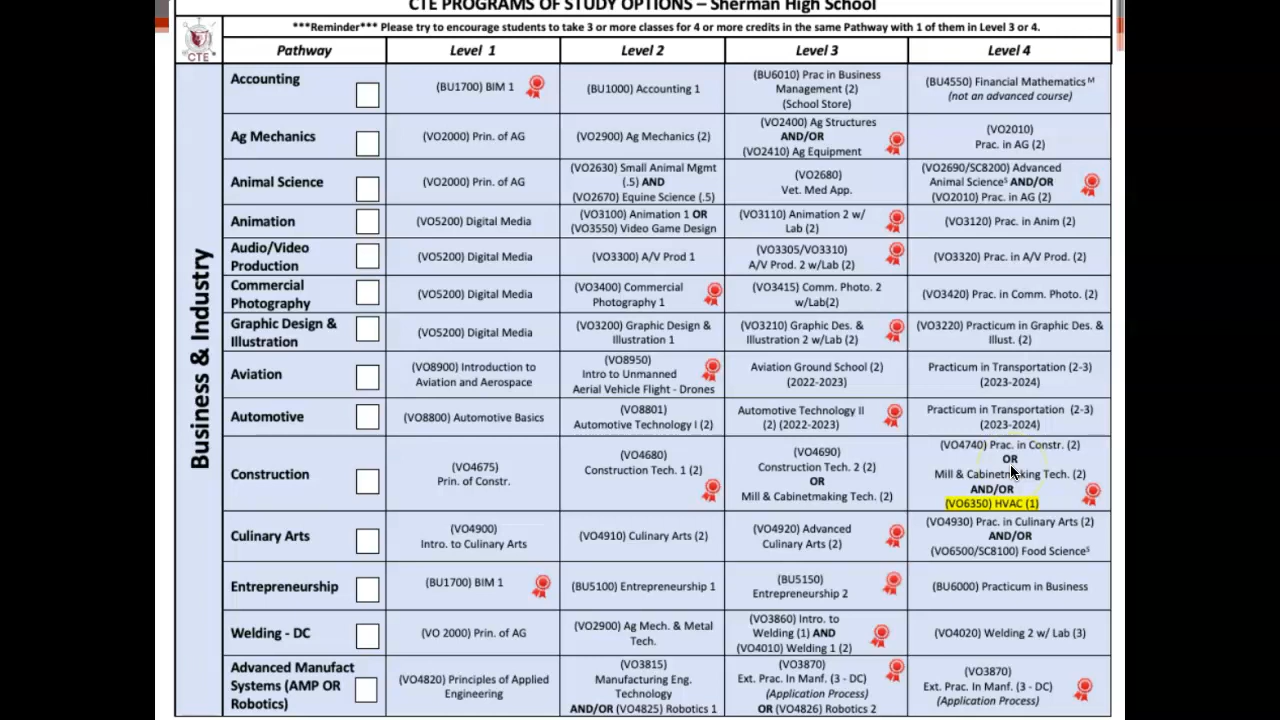 CTE PROGRAMS OF STUDY OPTIONS – Sherman High School
***Reminder*** Please try to encourage students to take 3 or more classes for 4 or more credits in the same Pathway with 1 of them in Level 3 or 4.
CTE
Pathway
Level 1
Level 2
Level 3
Level 4
Business & Industry
Accounting
(BU1700) BIM 1
(BU1000) Accounting 1
(BU6010) Prac in Business
Management (2)
(School Store)
(BU4550) Financial Mathematics ᴹ
(not an advanced course)
Ag Mechanics
(VO2000) Prin. of AG
(VO2900) Ag Mechanics (2)
(VO2400) Ag Structures
AND/OR
(VO2410) Ag Equipment
(VO2010)
Prac. in AG (2)
Animal Science
(VO2000) Prin. of AG
(VO2630) Small Animal Mgmt
(.5) AND
(VO2670) Equine Science (.5)
(VO2680)
Vet. Med App.
(VO2690/SC8200) Advanced
Animal Scienceˢ AND/OR
(VO2010) Prac. in AG (2)
Animation
(VO5200) Digital Media
(VO3100) Animation 1 OR
(VO3550) Video Game Design
(VO3110) Animation 2 w/
Lab (2)
(VO3120) Prac. in Anim (2)
Audio/Video
Production
(VO5200) Digital Media
(VO3300) A/V Prod 1
(VO3305/VO3310)
A/V Prod. 2 w/Lab (2)
(VO3320) Prac. in A/V Prod. (2)
Commercial
Photography
(VO5200) Digital Media
(VO3400) Commercial
Photography 1
(VO3415) Comm. Photo. 2
w/Lab(2)
(VO3420) Prac. in Comm. Photo. (2)
Graphic Design &
Illustration
(VO5200) Digital Media
(VO3200) Graphic Design &
Illustration 1
(VO3210) Graphic Des. &
Illustration 2 w/Lab (2)
(VO3220) Practicum in Graphic Des. &
Illust. (2)
Aviation
(VO8900) Introduction to
Aviation and Aerospace
(VO8950)
Intro to Unmanned
Aerial Vehicle Flight - Drones
Aviation Ground School (2)
(2022-2023)
Practicum in Transportation (2-3)
(2023-2024)
Automotive
(VO8800) Automotive Basics
(VO8801)
Automotive Technology I (2)
Automotive Technology II
(2) (2022-2023)
Practicum in Transportation (2-3)
(2023-2024)
Construction
(VO4675)
Prin. of Constr.
(VO4680)
Construction Tech. 1 (2)
(VO4690)
Construction Tech. 2 (2)
OR
Mill & Cabinetmaking Tech. (2)
(VO4740) Prac. in Constr. (2)
OR
Mill & Cabinetmaking Tech. (2)
AND/OR
(VO6350) HVAC (1)
Culinary Arts
(VO4900)
Intro. to Culinary Arts
(VO4910) Culinary Arts (2)
(VO4920) Advanced
Culinary Arts (2)
(VO4930) Prac. in Culinary Arts (2)
AND/OR
(VO6500/SC8100) Food Scienceˢ
Entrepreneurship
(BU1700) BIM 1
(BU5100) Entrepreneurship 1
(BU5150)
Entrepreneurship 2
(BU6000) Practicum in Business
Welding - DC
(VO 2000) Prin. of AG
(VO2900) Ag Mech. & Metal
Tech.
(VO3860) Intro. to
Welding (1) AND
(VO4010) Welding 1 (2)
(VO4020) Welding 2 w/ Lab (3)
Advanced Manufact
Systems (AMP OR
Robotics)
(VO4820) Principles of Applied
Engineering
(VO3815)
Manufacturing Eng.
Technology
AND/OR (VO4825) Robotics 1
(VO3870)
Ext. Prac. In Manf. (3 - DC)
(Application Process)
OR (VO4826) Robotics 2
(VO3870)
Ext. Prac. In Manf. (3 - DC)
(Application Process)